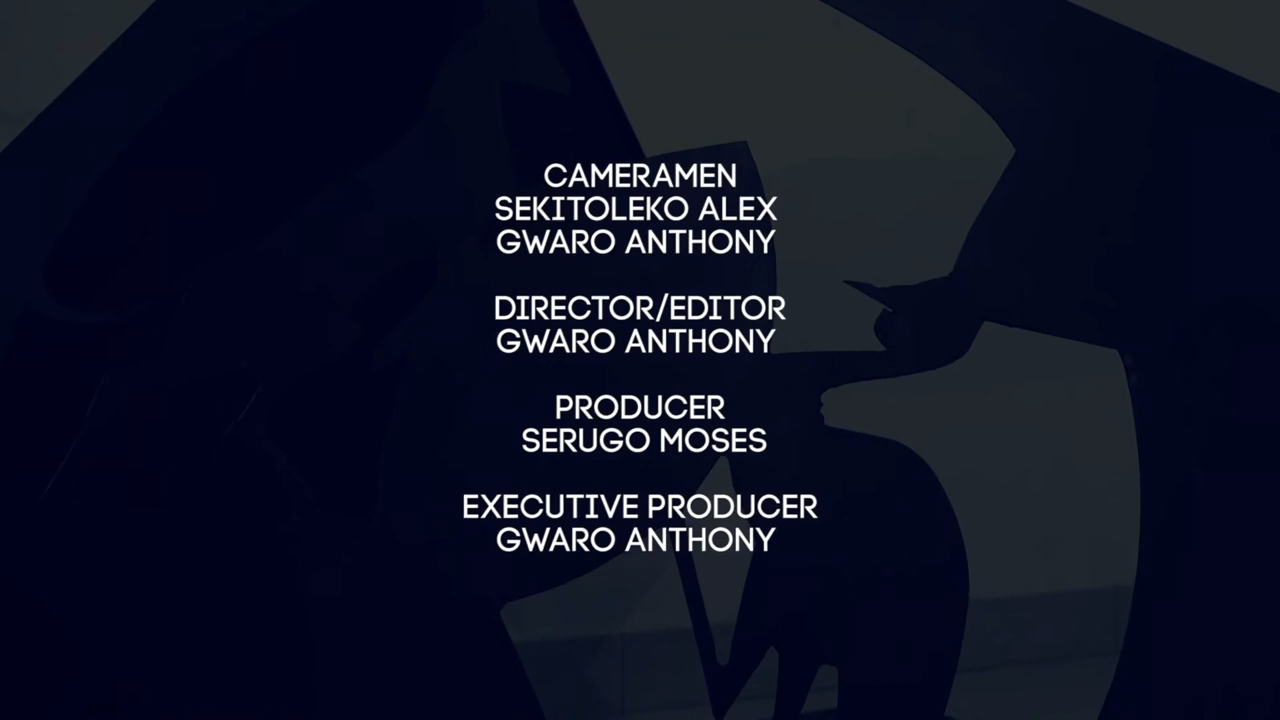 CAMERAMEN
SEKITOLEKO ALEX
GWARO ANTHONY
DIRECTOR/EDITOR
GWARO ANTHONY
PRODUCER
SERUGO MOSES
EXECUTIVE PRODUCER
GWARO ANTHONY